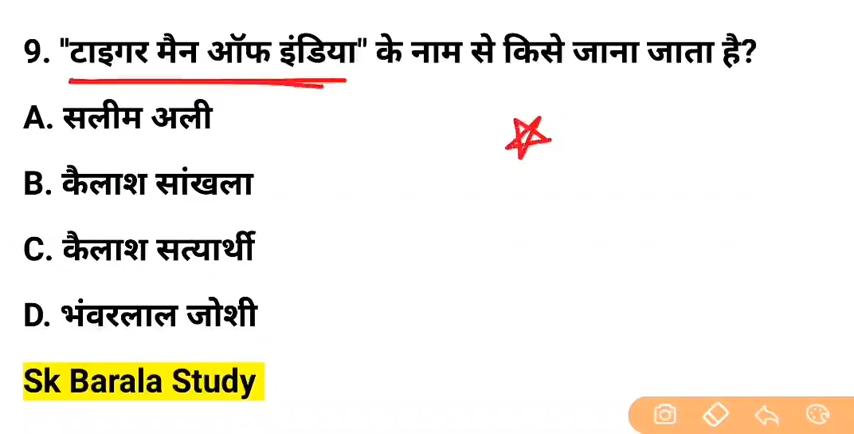 9. "टाइगर मैन ऑफ इंडिया" के नाम से किसे जाना जाता है?
A. सलीम अली
B. कैलाश सांखला
C. कैलाश सत्यार्थी
D. भंवरलाल जोशी
Sk Barala Study